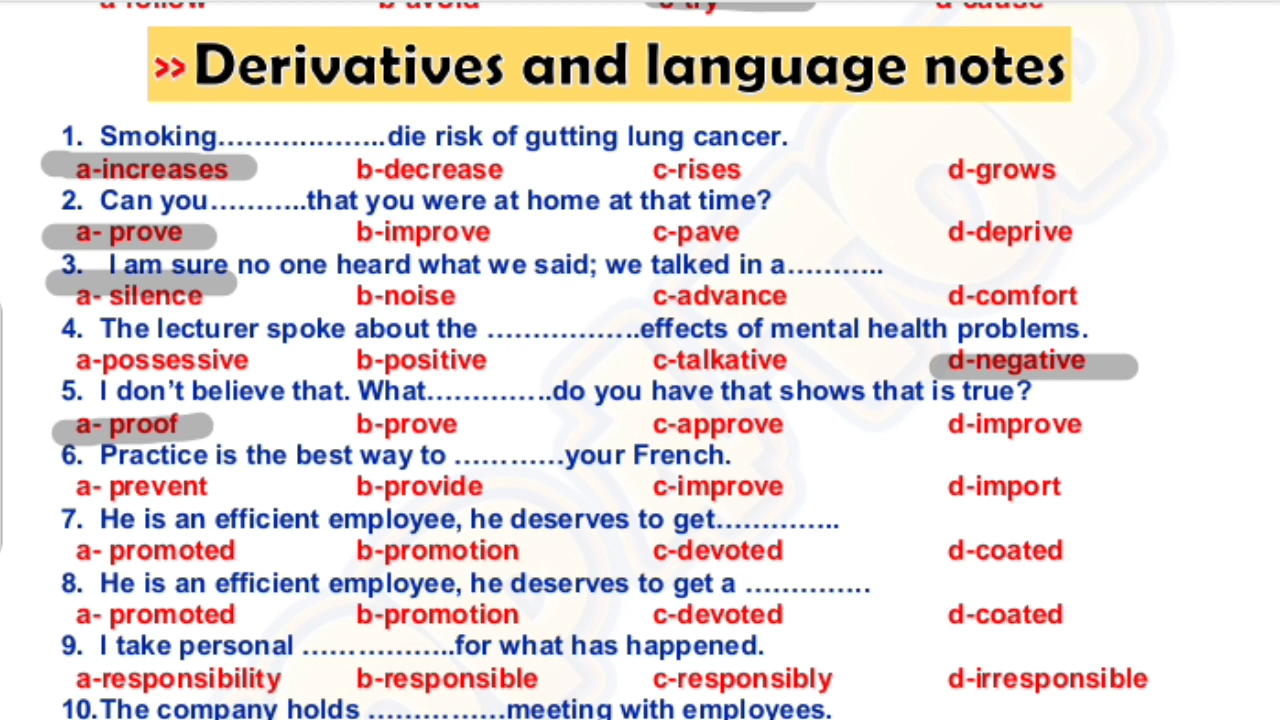 a-follow b-avoid c-try d-cause
» Derivatives and language notes
1. Smoking...................die risk of gutting lung cancer.
a-increases b-decrease c-rises d-grows
2. Can you...........that you were at home at that time?
a- prove b-improve c-pave d-deprive
3. I am sure no one heard what we said; we talked in a...........
a- silence b-noise c-advance d-comfort
4. The lecturer spoke about the ..................effects of mental health problems.
a-possessive b-positive c-talkative d-negative
5. I don't believe that. What..............do you have that shows that is true?
a- proof b-prove c-approve d-improve
6. Practice is the best way to ............your French.
a- prevent b-provide c-improve d-import
7. He is an efficient employee, he deserves to get..............
a- promoted b-promotion c-devoted d-coated
8. He is an efficient employee, he deserves to get a ..............
a- promoted b-promotion c-devoted d-coated
9. I take personal ..................for what has happened.
a-responsibility b-responsible c-responsibly d-irresponsible
10.The company holds ................meeting with employees.